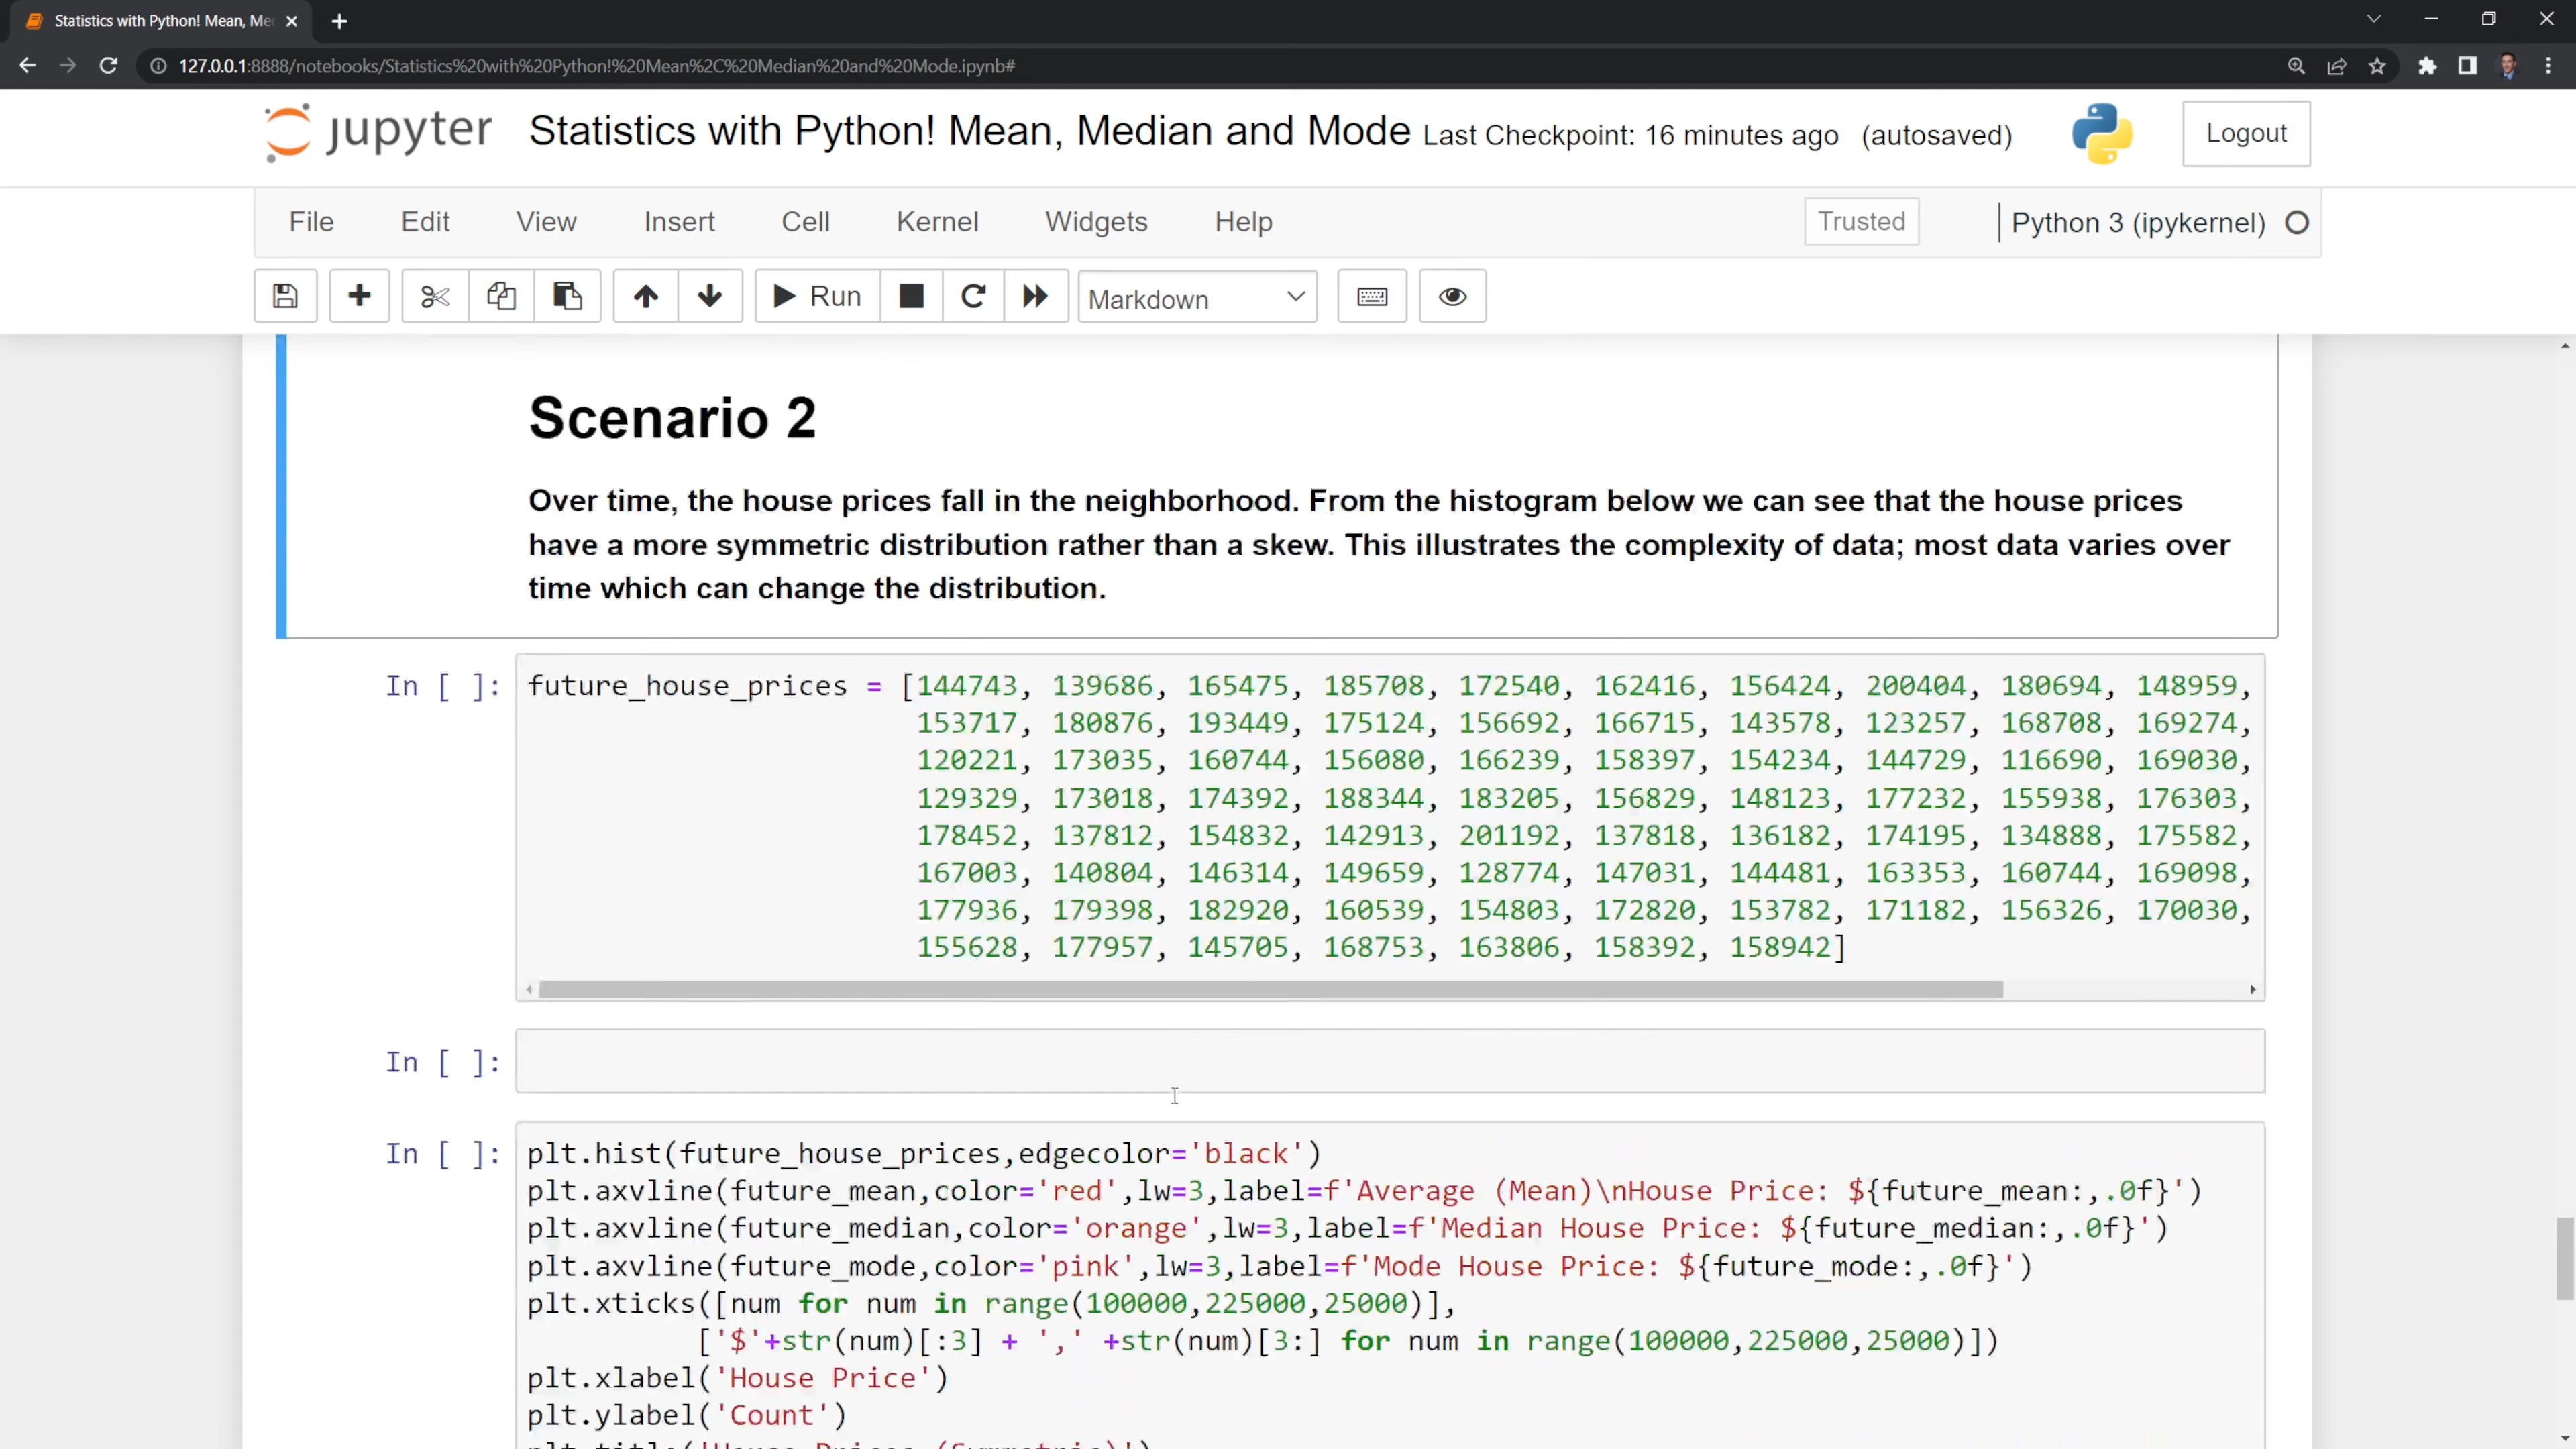 Statistics with Python! Mean, Me
127.0.0.1:8888/notebooks/Statistics%20with%20Python!%20Mean%2C%20Median%20and%20Mode.ipynb#
jupyter Statistics with Python! Mean, Median and Mode Last Checkpoint: 16 minutes ago (autosaved) Logout
File Edit View Insert Cell Kernel Widgets Help Trusted Python 3 (ipykernel)
Run Markdown
Scenario 2
Over time, the house prices fall in the neighborhood. From the histogram below we can see that the house prices
have a more symmetric distribution rather than a skew. This illustrates the complexity of data; most data varies over
time which can change the distribution.
In [ ]: future_house_prices = [144743, 139686, 165475, 185708, 172540, 162416, 156424, 200404, 180694, 148959,
153717, 180876, 193449, 175124, 156692, 166715, 143578, 123257, 168708, 169274,
120221, 173035, 160744, 156080, 166239, 158397, 154234, 144729, 116690, 169030,
129329, 173018, 174392, 188344, 183205, 156829, 148123, 177232, 155938, 176303,
178452, 137812, 154832, 142913, 201192, 137818, 136182, 174195, 134888, 175582,
167003, 140804, 146314, 149659, 128774, 147031, 144481, 163353, 160744, 169098,
177936, 179398, 182920, 160539, 154803, 172820, 153782, 171182, 156326, 170030,
155628, 177957, 145705, 168753, 163806, 158392, 158942]
In [ ]:
In [ ]: plt.hist(future_house_prices,edgecolor='black')
plt.axvline(future_mean,color='red',lw=3,label=f'Average (Mean)\nHouse Price: ${future_mean:,.0f}')
plt.axvline(future_median,color='orange',lw=3,label=f'Median House Price: ${future_median:,.0f}')
plt.axvline(future_mode,color='pink',lw=3,label=f'Mode House Price: ${future_mode:,.0f}')
plt.xticks([num for num in range(100000,225000,25000)],
['$'+str(num)[:3] + ',' +str(num)[3:] for num in range(100000,225000,25000)])
plt.xlabel('House Price')
plt.ylabel('Count')
plt.title('House Prices (Symmetric)')